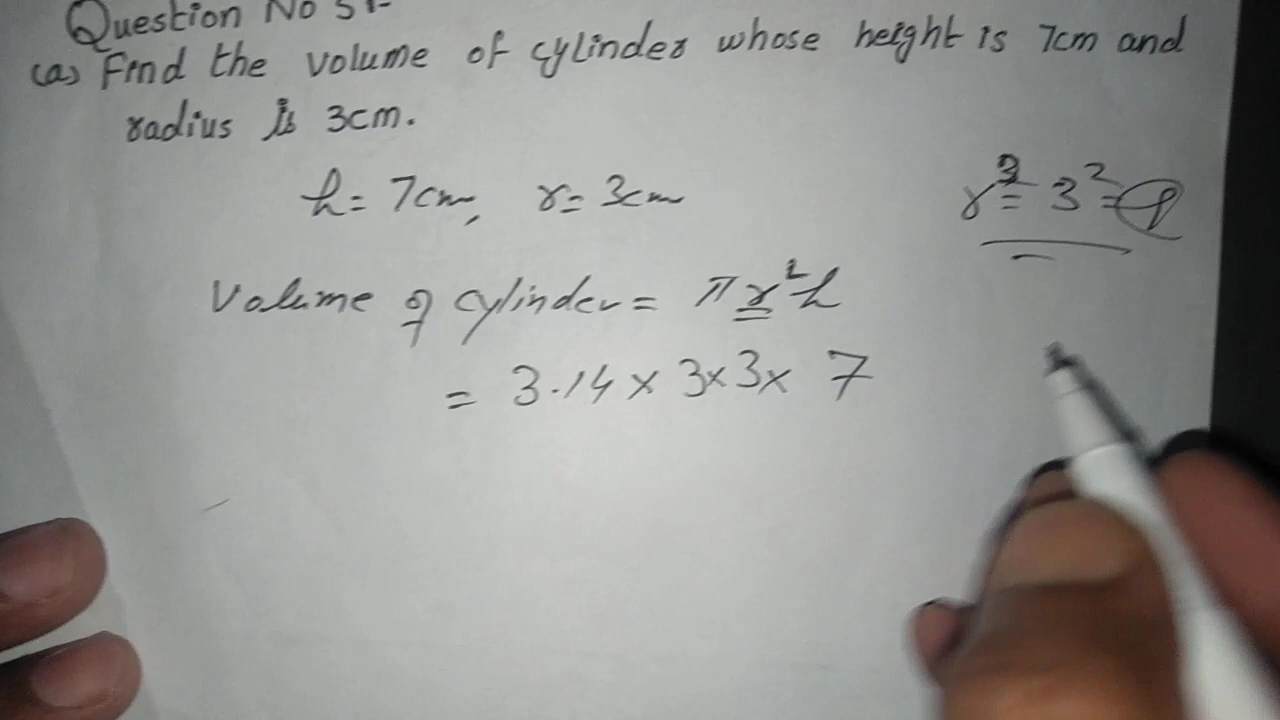 Question No 5:-
(a) Find the volume of cylinder whose height is 7cm and
radius is 3cm.
h = 7cm, r = 3cm
r² = 3² = 9
Volume of cylinder = πr²h
= 3.14 × 3 × 3 × 7